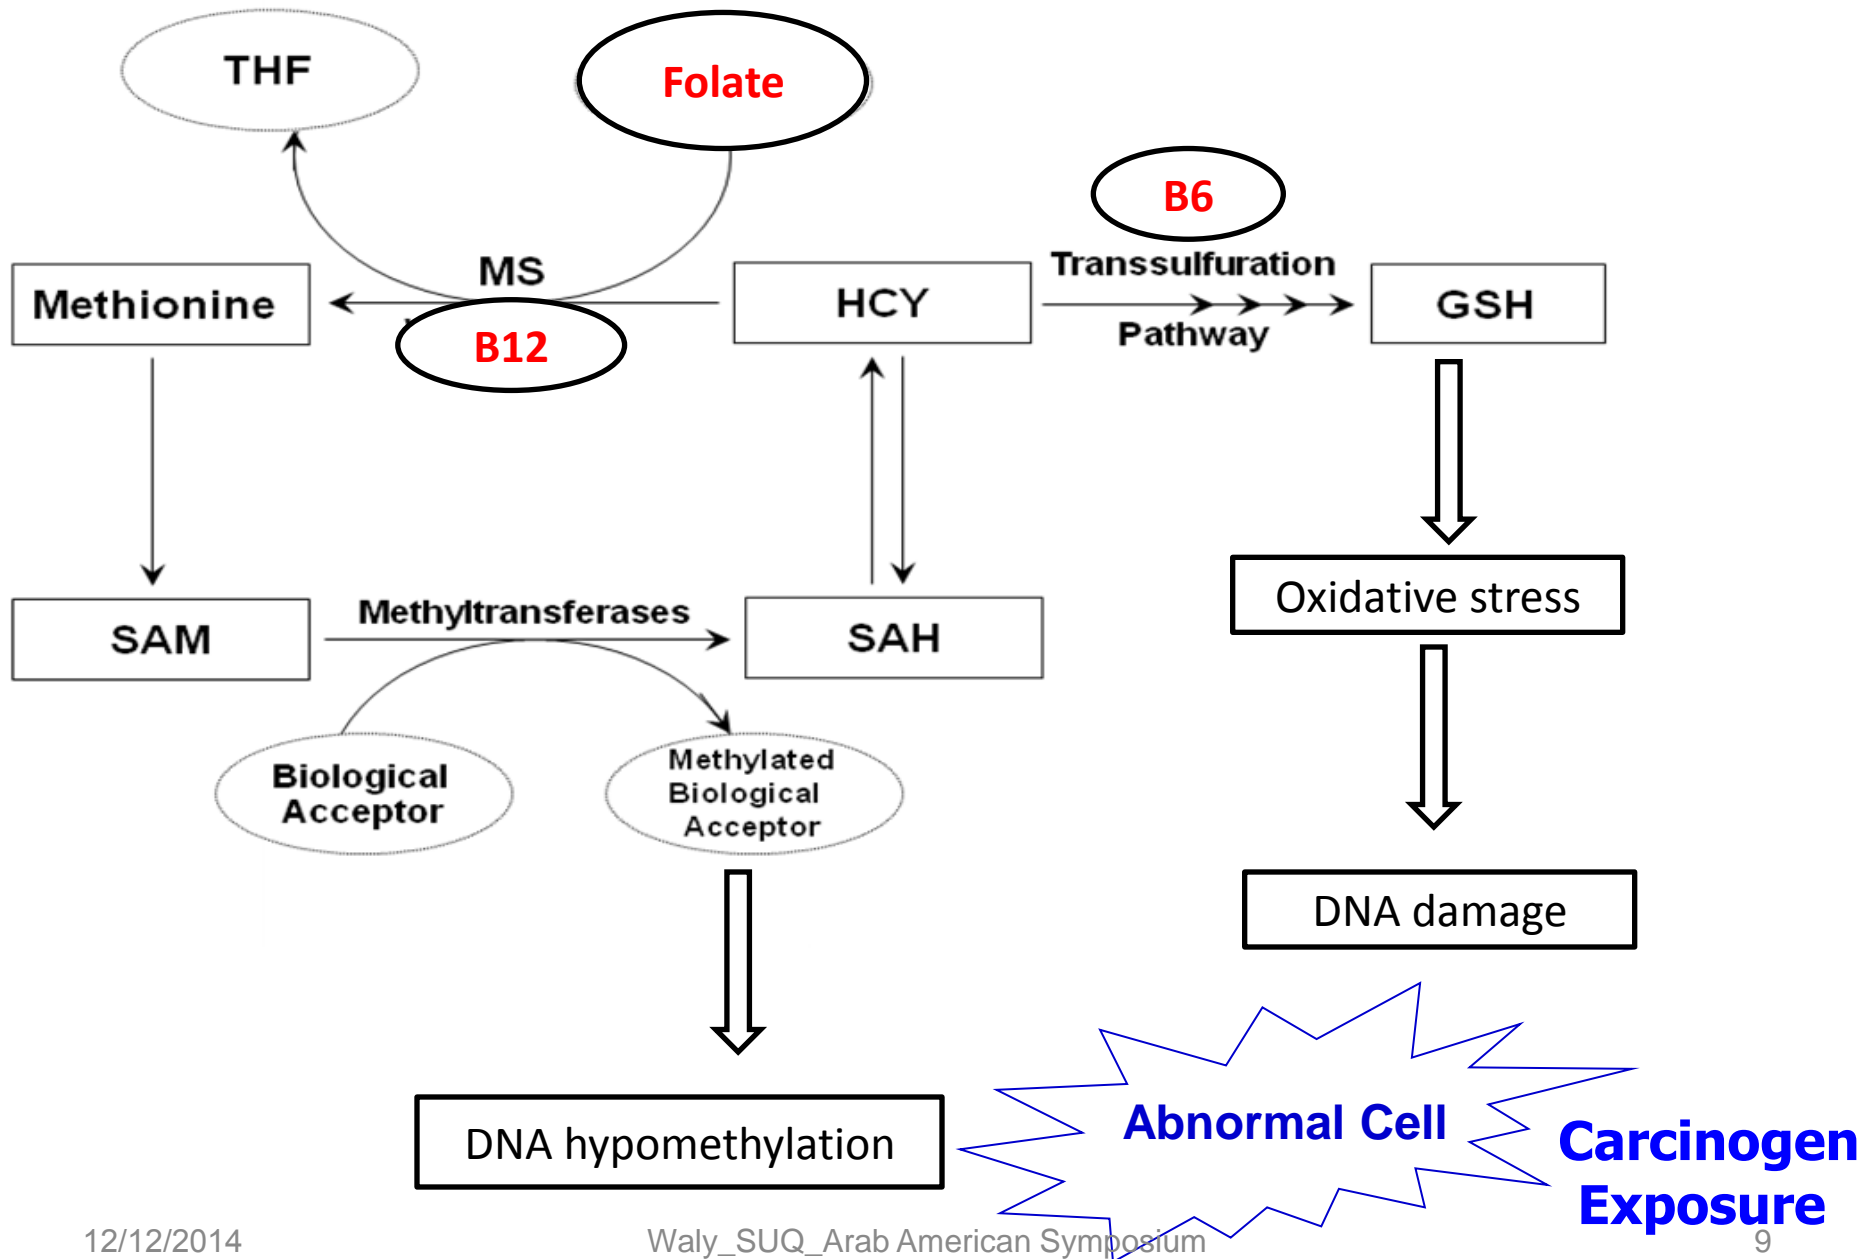 THF
Folate
B6
MS
Transsulfuration
Methionine
HCY
GSH
Pathway
B12
Oxidative stress
Methyltransferases
SAM
SAH
Biological
Acceptor
Methylated
Biological
Acceptor
DNA damage
DNA hypomethylation
Abnormal Cell
Carcinogen
Exposure
12/12/2014
Waly_SUQ_Arab American Symposium
9